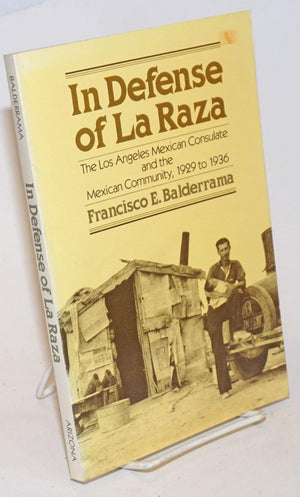 In Defense
of La Raza
The Los Angeles Mexican Consulate
and the
Mexican Community, 1929 to 1936
Francisco E. Balderrama
BALDERRAMA
In Defense of La Raza
ARIZONA